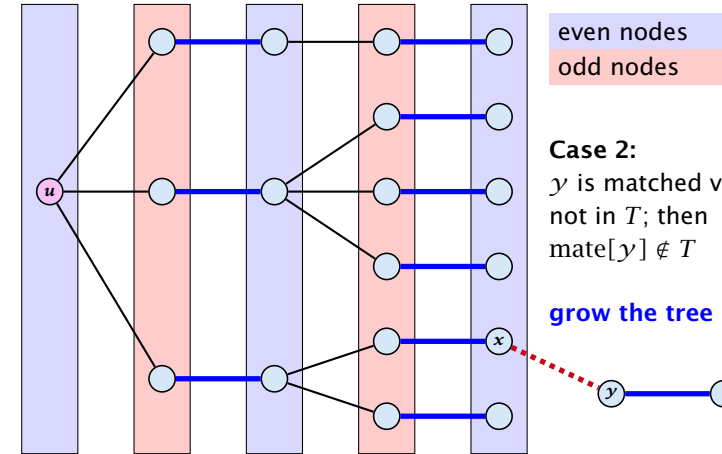 even nodes
odd nodes
Case 2:
y is matched v
not in T; then
mate[y] ∉ T
grow the tree
u
x
y